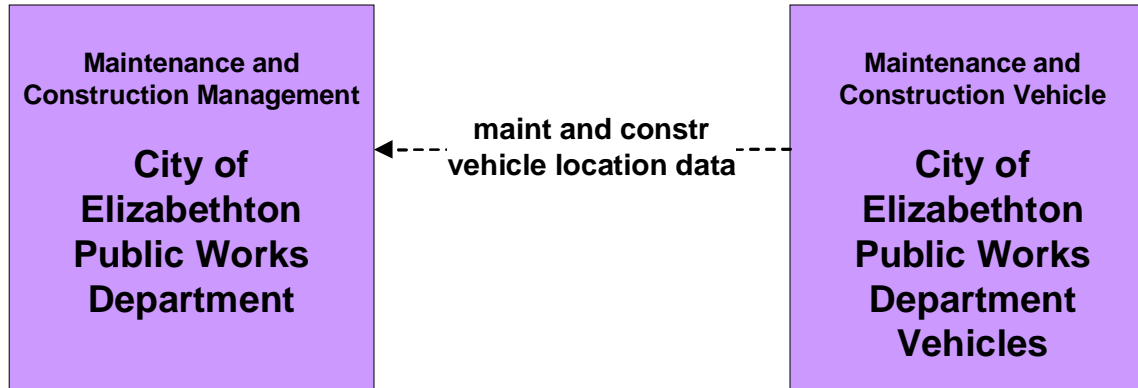 Maintenance and
Construction Management
City of
Elizabethton
Public Works
Department
maint and constr
vehicle location data
Maintenance and
Construction Vehicle
City of
Elizabethton
Public Works
Department
Vehicles